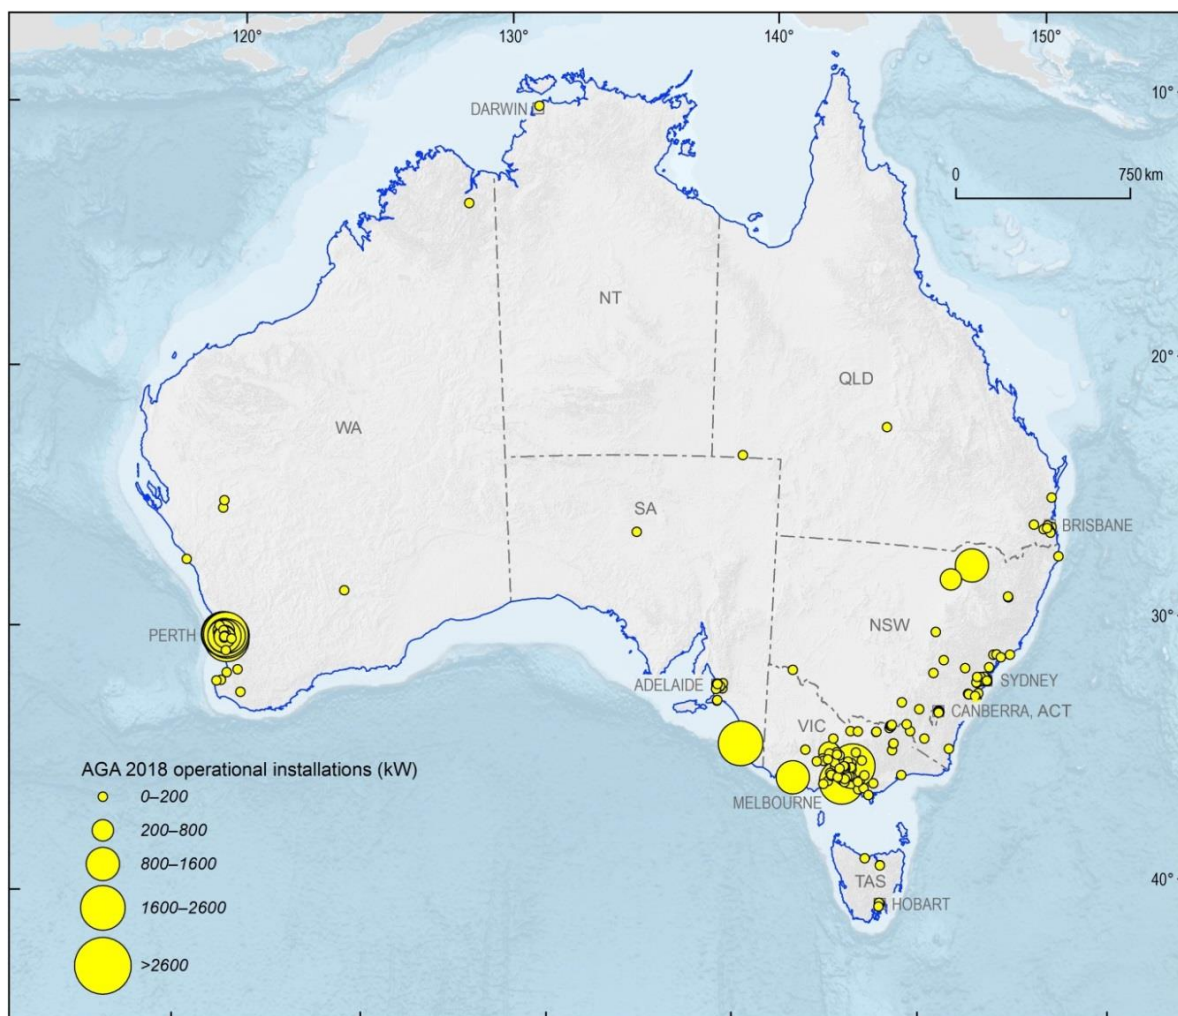 120°
130°
140°
150°
10°
DARWIN
0
750 km
NT
20°
QLD
WA
SA
BRISBANE
30°
PERTH
NSW
ADELAIDE
SYDNEY
CANBERRA, ACT
VIC
AGA 2018 operational installations (kW)
0–200
MELBOURNE
200–800
800–1600
40°
TAS
HOBART
1600–2600
>2600